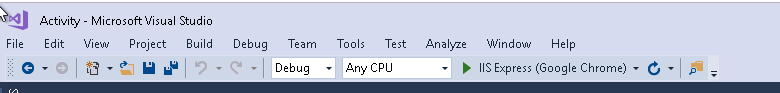 Activity - Microsoft Visual Studio
File Edit View Project Build Debug Team Tools Test Analyze Window Help
Debug Any CPU IIS Express (Google Chrome)